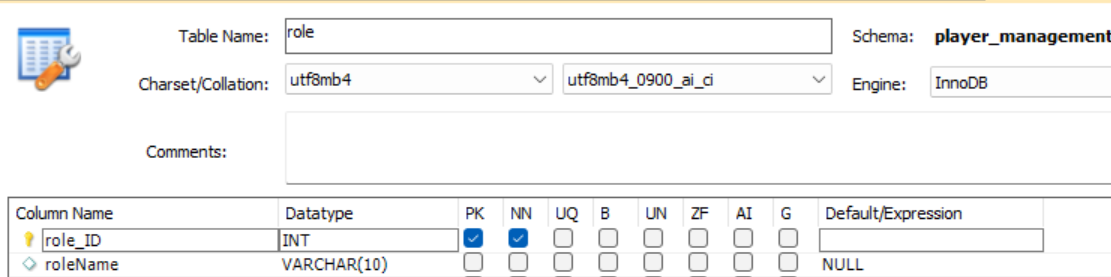 Table Name: role Schema: player_management
Charset/Collation: utf8mb4 utf8mb4_0900_ai_ci Engine: InnoDB
Comments:
Column Name Datatype PK NN UQ B UN ZF AI G Default/Expression
role_ID INT
roleName VARCHAR(10) NULL